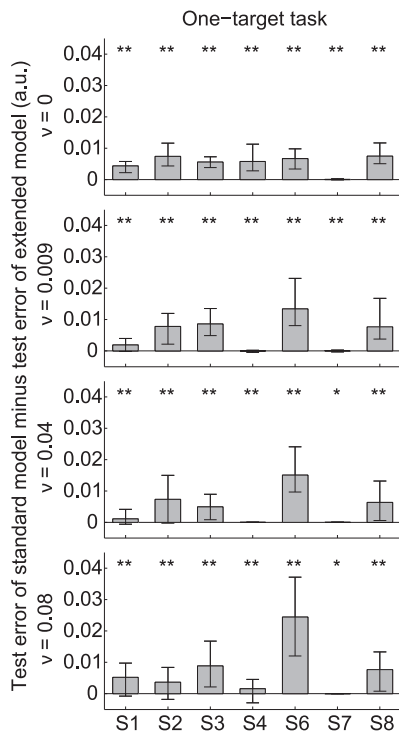 One−target task
Test error of standard model minus test error of extended model (a.u.)
ν = 0
0.04
0.03
0.02
0.01
0
** ** ** ** ** ** **
ν = 0.009
0.04
0.03
0.02
0.01
0
** ** ** ** ** ** **
ν = 0.04
0.04
0.03
0.02
0.01
0
** ** ** ** ** * **
ν = 0.08
0.04
0.03
0.02
0.01
0
** ** ** ** ** * **
S1 S2 S3 S4 S6 S7 S8